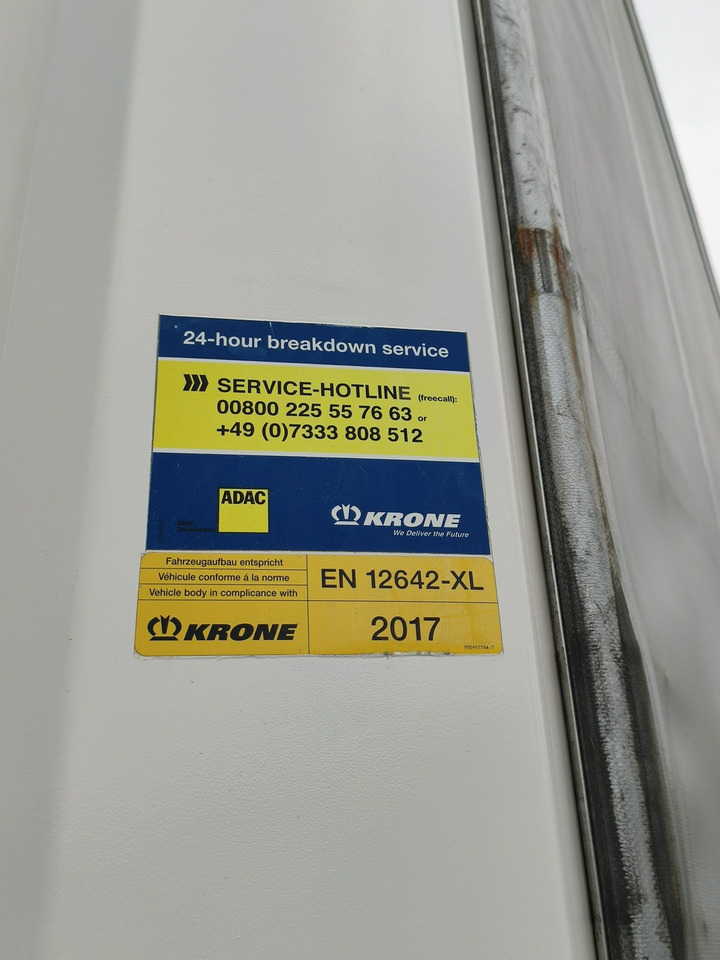 24-hour breakdown service
SERVICE-HOTLINE (freecall):
00800 225 55 76 63 or
+49 (0)7333 808 512
ADAC
KRONE
We Deliver the Future
Fahrzeugaufbau entspricht
Véhicule conforme á la norme
Vehicle body in complicance with
EN 12642-XL
KRONE
2017